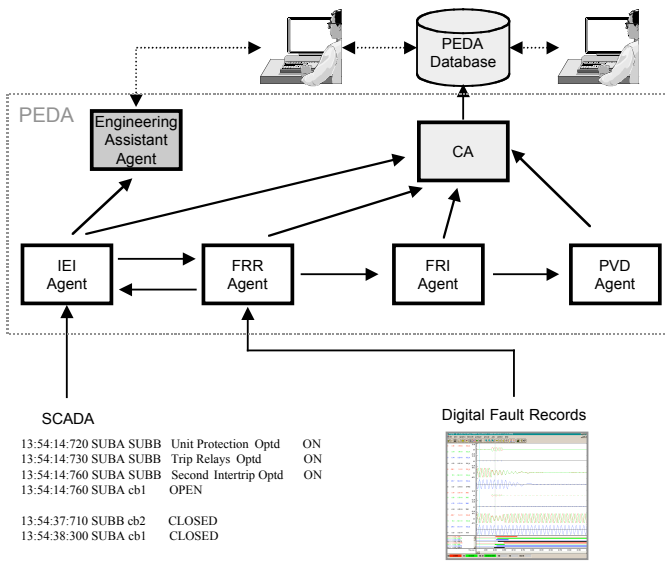 PEDA
Database
PEDA
Engineering
Assistant
Agent
CA
IEI
Agent
FRR
Agent
FRI
Agent
PVD
Agent
SCADA
13:54:14:720 SUBA SUBB Unit Protection Optd ON
13:54:14:730 SUBA SUBB Trip Relays Optd ON
13:54:14:760 SUBA SUBB Second Intertrip Optd ON
13:54:14:760 SUBA cb1 OPEN
13:54:37:710 SUBB cb2 CLOSED
13:54:38:300 SUBA cb1 CLOSED
Digital Fault Records